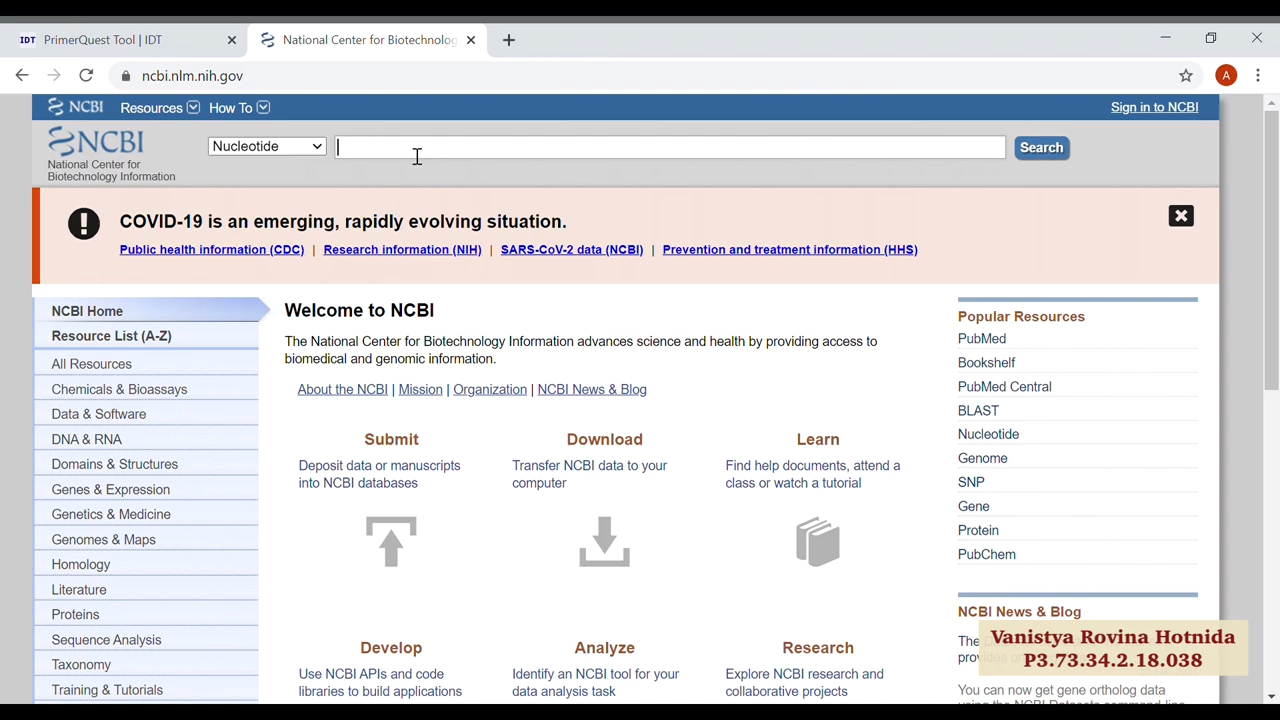 IDT PrimerQuest Tool | IDT
National Center for Biotechnolog
ncbi.nlm.nih.gov
A
NCBI Resources How To
Sign in to NCBI
NCBI
National Center for
Biotechnology Information
Nucleotide
Search
COVID-19 is an emerging, rapidly evolving situation.
Public health information (CDC) | Research information (NIH) | SARS-CoV-2 data (NCBI) | Prevention and treatment information (HHS)
NCBI Home
Resource List (A-Z)
All Resources
Chemicals & Bioassays
Data & Software
DNA & RNA
Domains & Structures
Genes & Expression
Genetics & Medicine
Genomes & Maps
Homology
Literature
Proteins
Sequence Analysis
Taxonomy
Training & Tutorials
Welcome to NCBI
The National Center for Biotechnology Information advances science and health by providing access to
biomedical and genomic information.
About the NCBI | Mission | Organization | NCBI News & Blog
Submit
Deposit data or manuscripts
into NCBI databases
Download
Transfer NCBI data to your
computer
Learn
Find help documents, attend a
class or watch a tutorial
Develop
Use NCBI APIs and code
libraries to build applications
Analyze
Identify an NCBI tool for your
data analysis task
Research
Explore NCBI research and
collaborative projects
Popular Resources
PubMed
Bookshelf
PubMed Central
BLAST
Nucleotide
Genome
SNP
Gene
Protein
PubChem
NCBI News & Blog
The
Vanistya Rovina Hotnida
P3.73.34.2.18.038
You can now get gene ortholog data
using the NCBI Datasets command-line